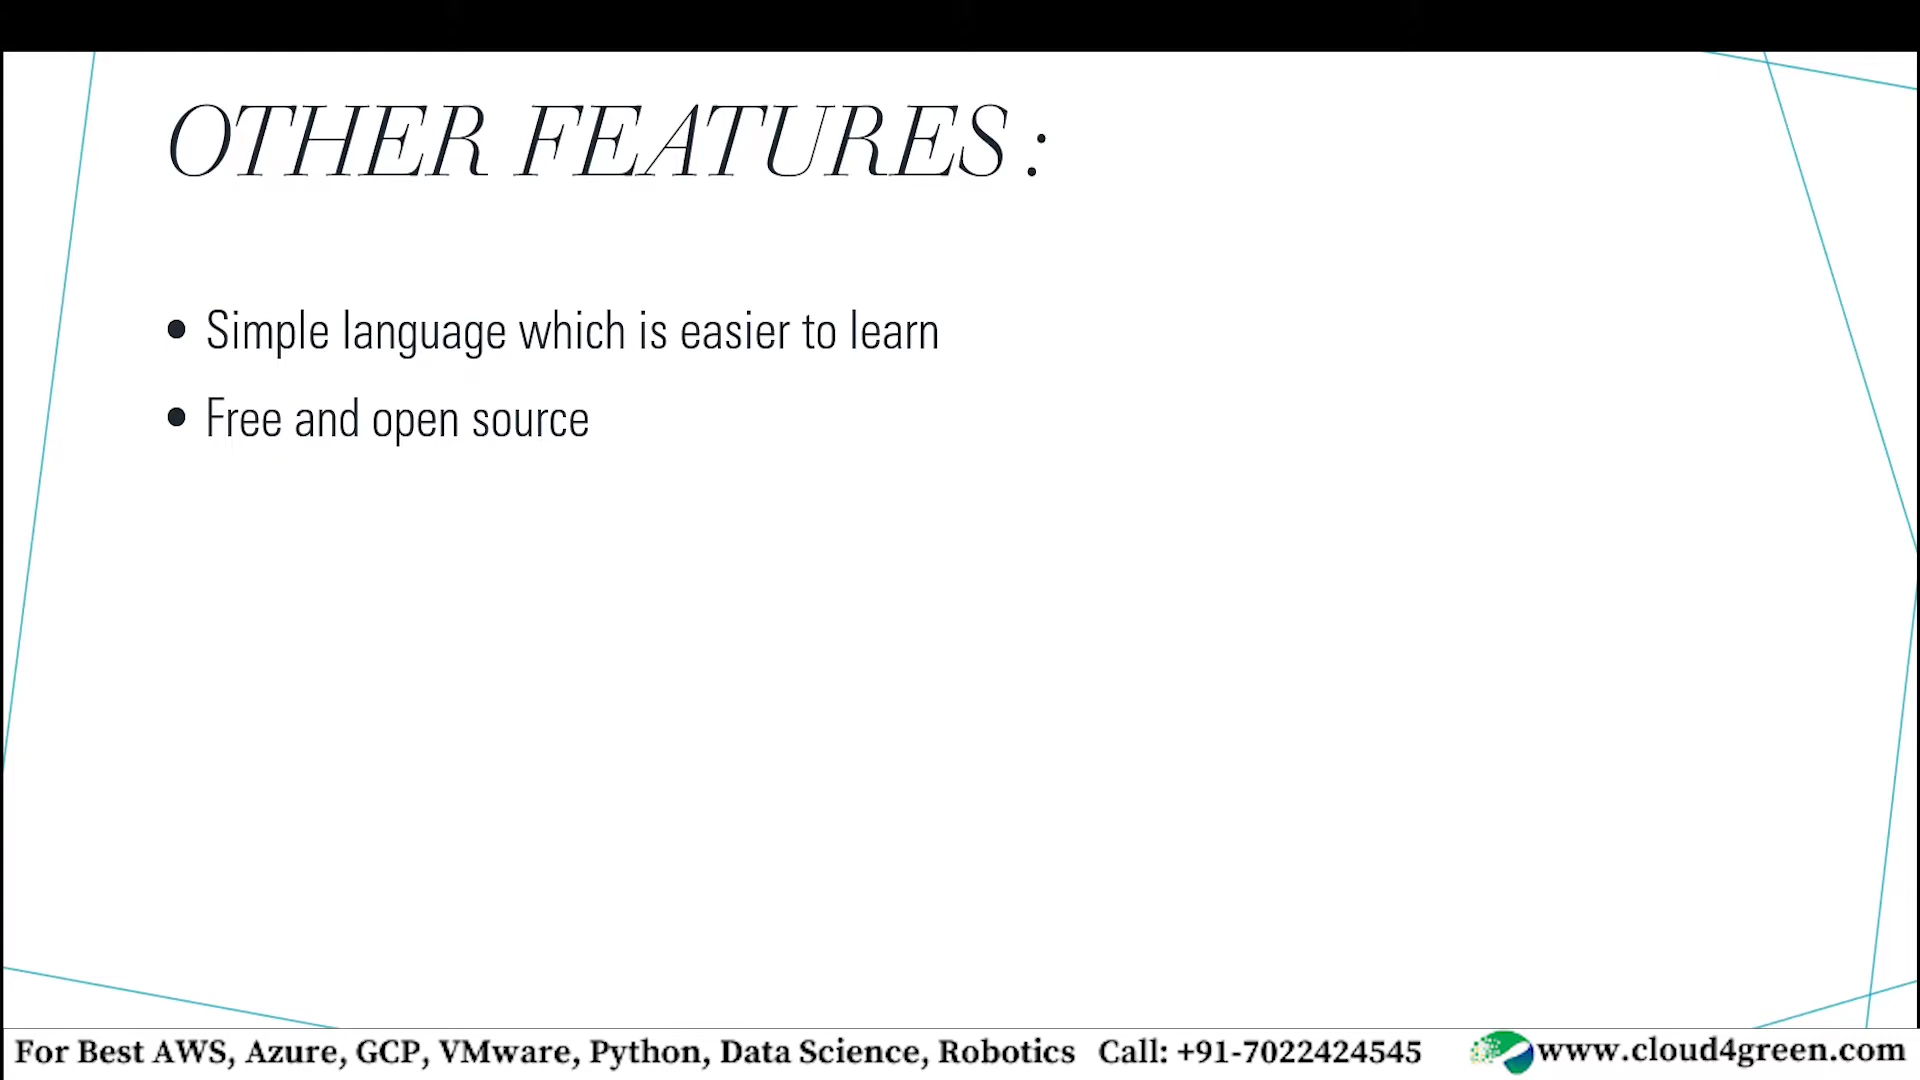 OTHER FEATURES :
• Simple language which is easier to learn
• Free and open source
For Best AWS, Azure, GCP, VMware, Python, Data Science, Robotics Call: +91-7022424545 www.cloud4green.com